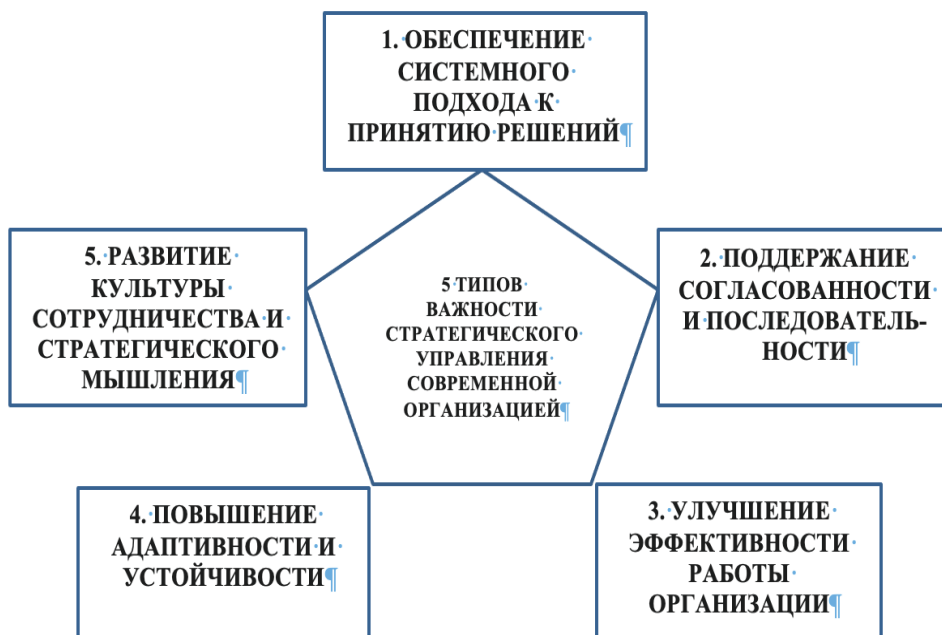 1. ОБЕСПЕЧЕНИЕ
СИСТЕМНОГО
ПОДХОДА К
ПРИНЯТИЮ РЕШЕНИЙ
5. РАЗВИТИЕ
КУЛЬТУРЫ
СОТРУДНИЧЕСТВА И
СТРАТЕГИЧЕСКОГО
МЫШЛЕНИЯ
5 ТИПОВ
ВАЖНОСТИ
СТРАТЕГИЧЕСКОГО
УПРАВЛЕНИЯ
СОВРЕМЕННОЙ
ОРГАНИЗАЦИЕЙ
2. ПОДДЕРЖАНИЕ
СОГЛАСОВАННОСТИ
И ПОСЛЕДОВАТЕЛЬ-
НОСТИ
4. ПОВЫШЕНИЕ
АДАПТИВНОСТИ И
УСТОЙЧИВОСТИ
3. УЛУЧШЕНИЕ
ЭФФЕКТИВНОСТИ
РАБОТЫ
ОРГАНИЗАЦИИ